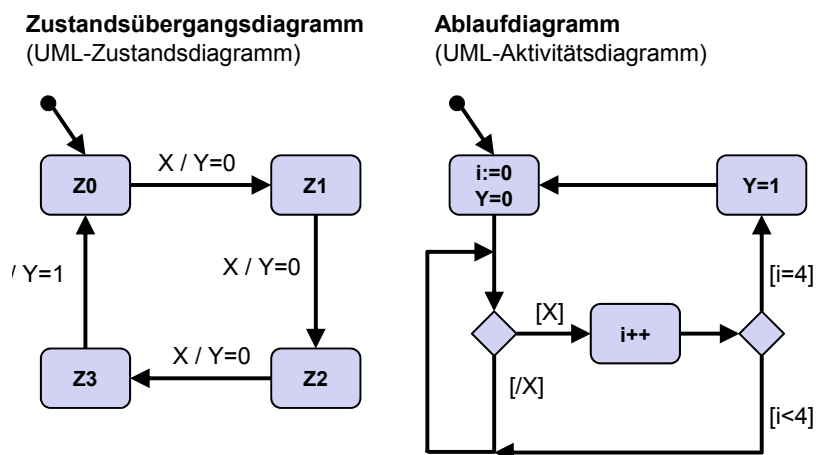 Zustandsübergangsdiagramm
(UML-Zustandsdiagramm)
Z0
X / Y=0
Z1
X / Y=0
/ Y=1
Z3
X / Y=0
Z2
Ablaufdiagramm
(UML-Aktivitätsdiagramm)
i:=0
Y=0
Y=1
[i=4]
[X]
i++
[/X]
[i<4]